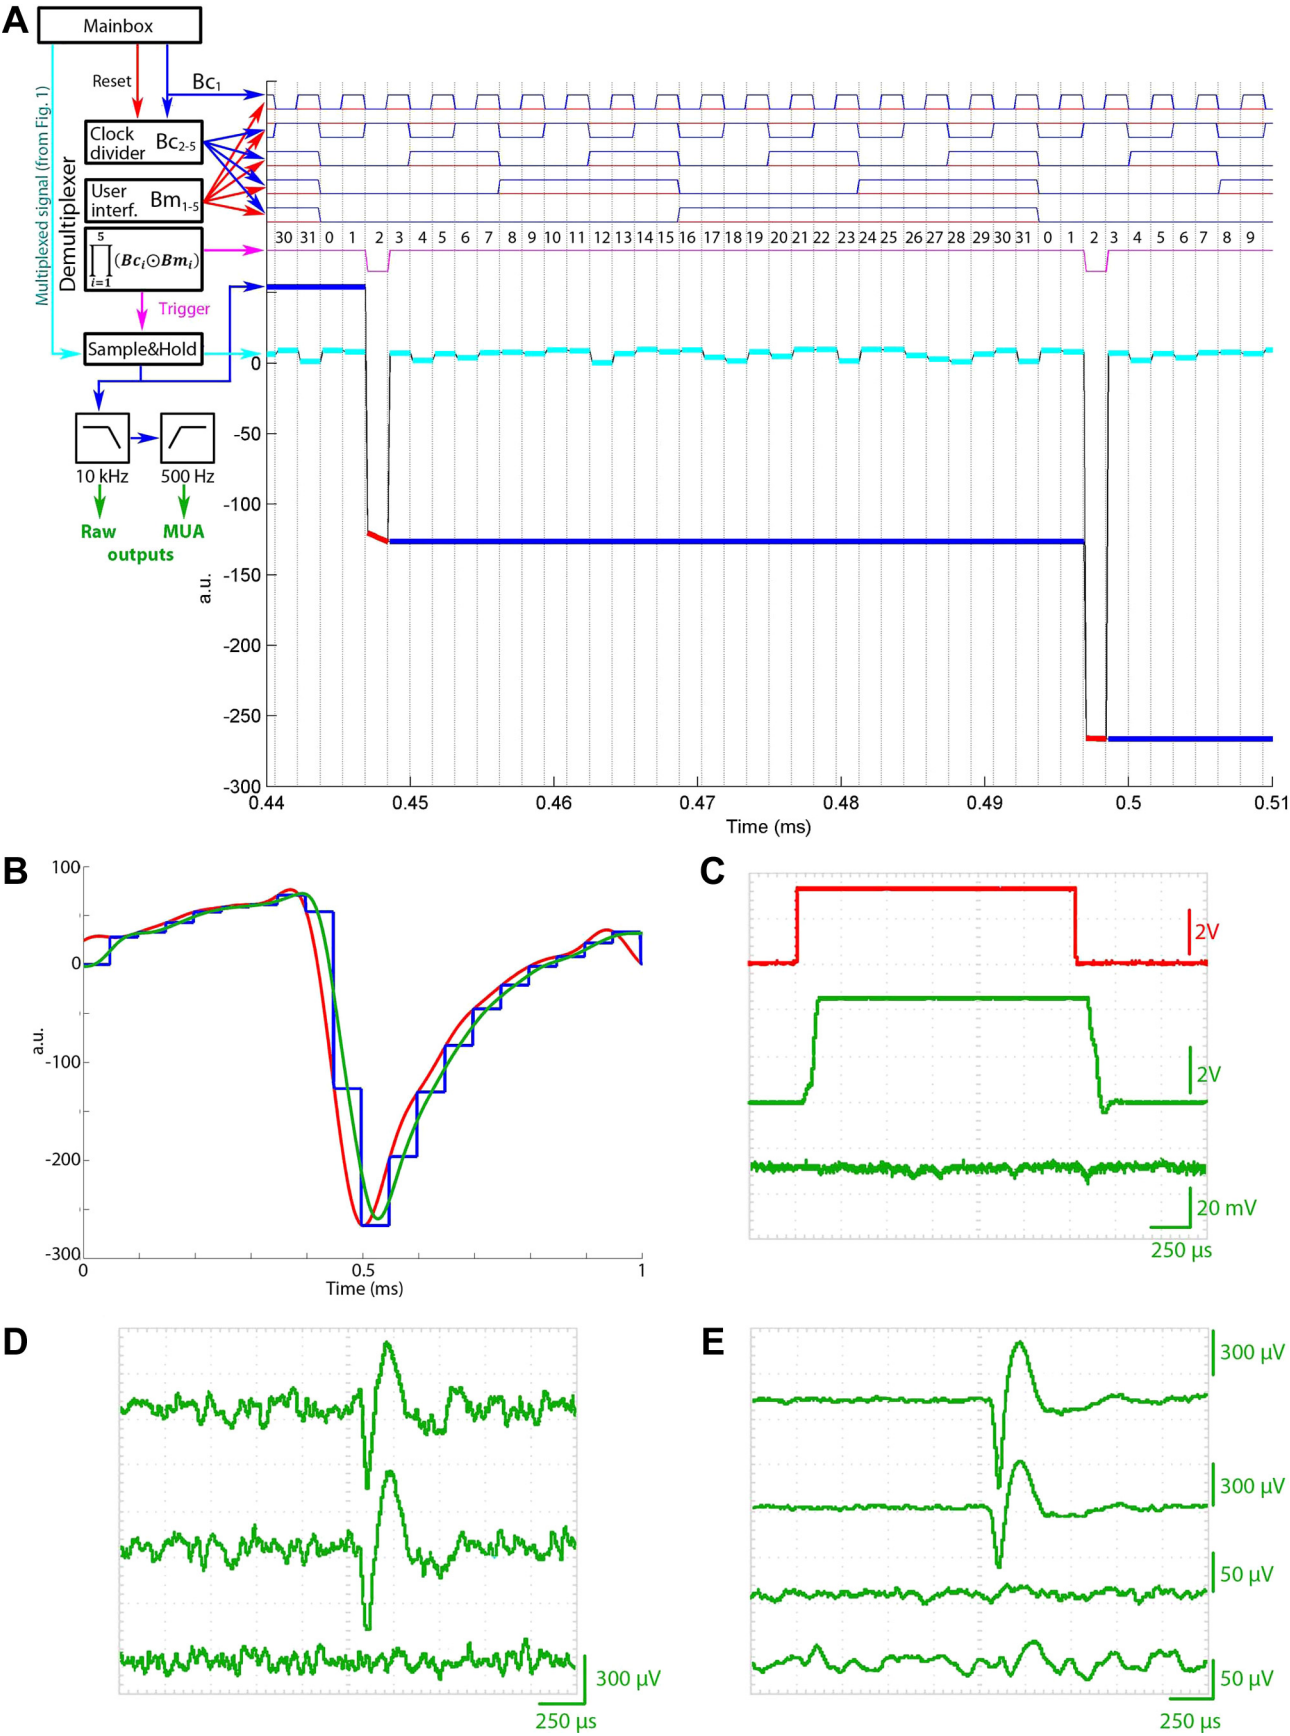 A
Mainbox
Reset
Bc1
Multiplexed signal (from Fig. 1)
Demultiplexer
Clock divider Bc2-5
User interf. Bm1-5
5
∏(Bci⊙Bmi)
i=1
Trigger
Sample&Hold
10 kHz
500 Hz
Raw
MUA
outputs
30 31 0 1 2 3 4 5 6 7 8 9 10 11 12 13 14 15 16 17 18 19 20 21 22 23 24 25 26 27 28 29 30 31 0 1 2 3 4 5 6 7 8 9
0
-50
-100
-150
-200
-250
-300
a.u.
0.44 0.45 0.46 0.47 0.48 0.49 0.5 0.51
Time (ms)
B
100
0
-100
-200
-300
a.u.
0 0.5 1
Time (ms)
C
2V
2V
20 mV
250 µs
D
300 µV
250 µs
E
300 µV
300 µV
50 µV
50 µV
250 µs